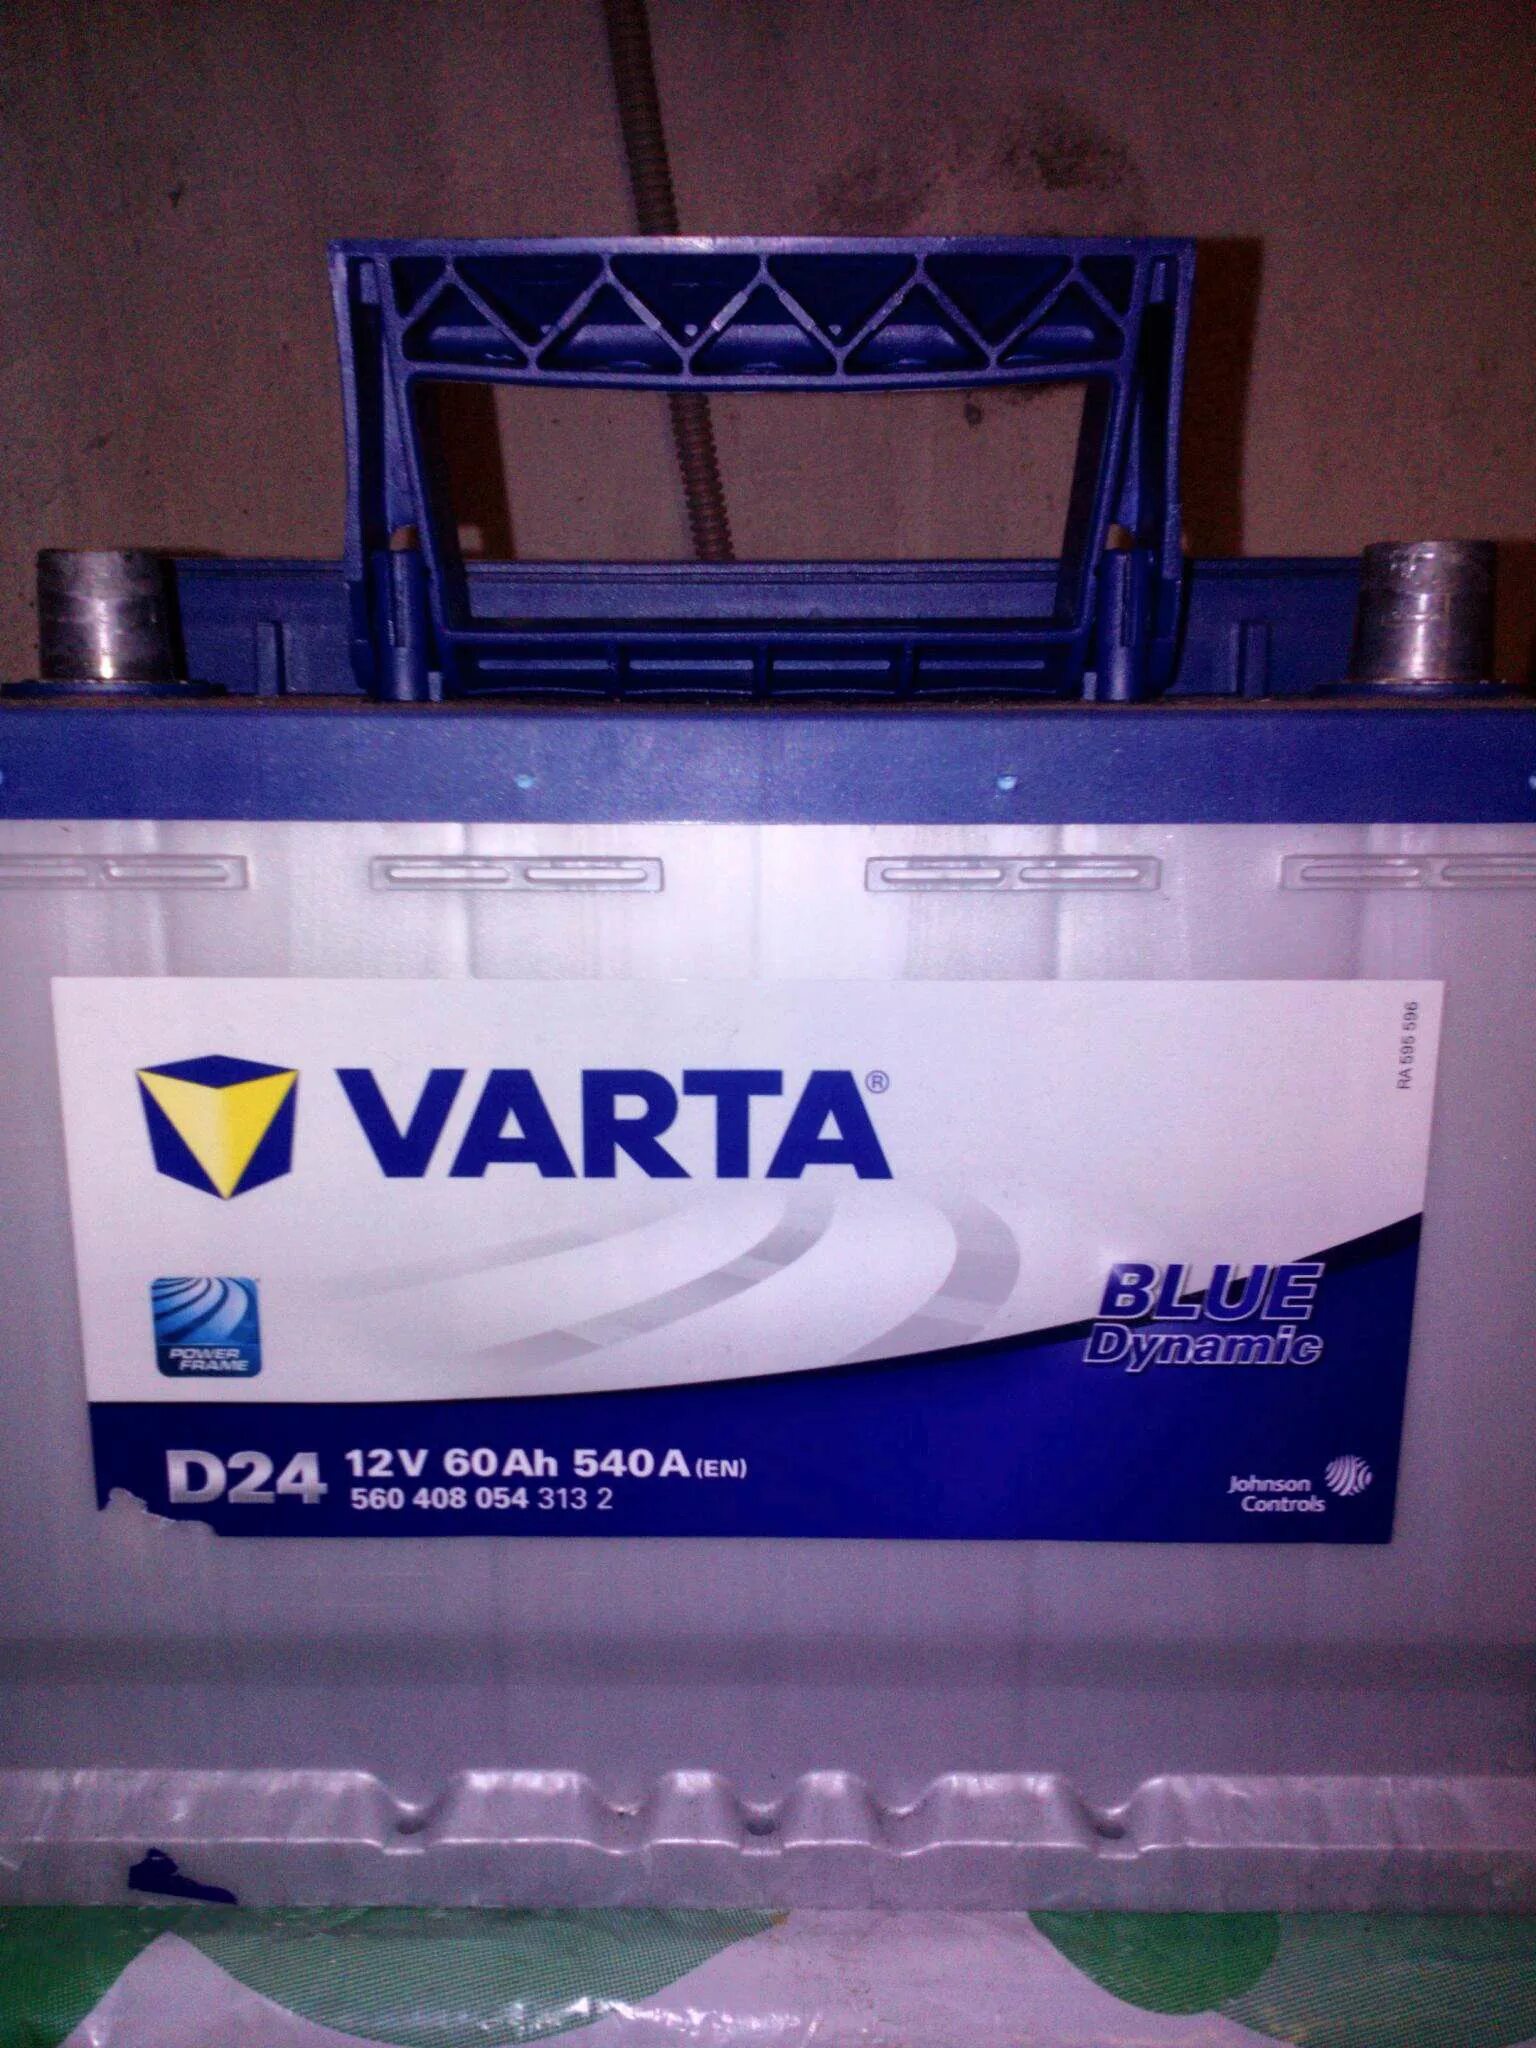 RA 595 596
VARTA®
BLUE
Dynamic
POWER
FRAME
D24
12V 60Ah 540A (EN)
560 408 054 313 2
Johnson
Controls